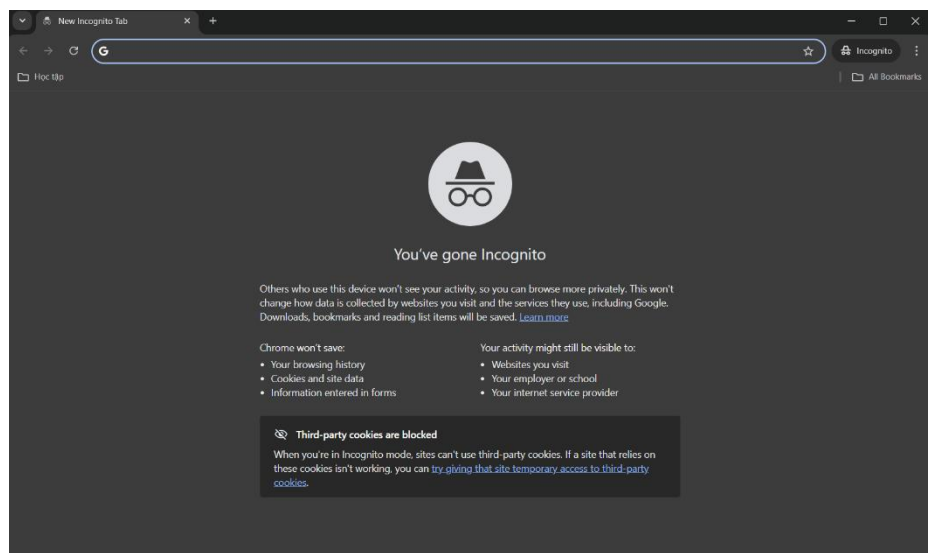 New Incognito Tab
G
Incognito
Học tập
All Bookmarks
You've gone Incognito
Others who use this device won't see your activity, so you can browse more privately. This won't
change how data is collected by websites you visit and the services they use, including Google.
Downloads, bookmarks and reading list items will be saved. Learn more
Chrome won't save:
• Your browsing history
• Cookies and site data
• Information entered in forms
Your activity might still be visible to:
• Websites you visit
• Your employer or school
• Your internet service provider
Third-party cookies are blocked
When you're in Incognito mode, sites can't use third-party cookies. If a site that relies on
these cookies isn't working, you can try giving that site temporary access to third-party
cookies.